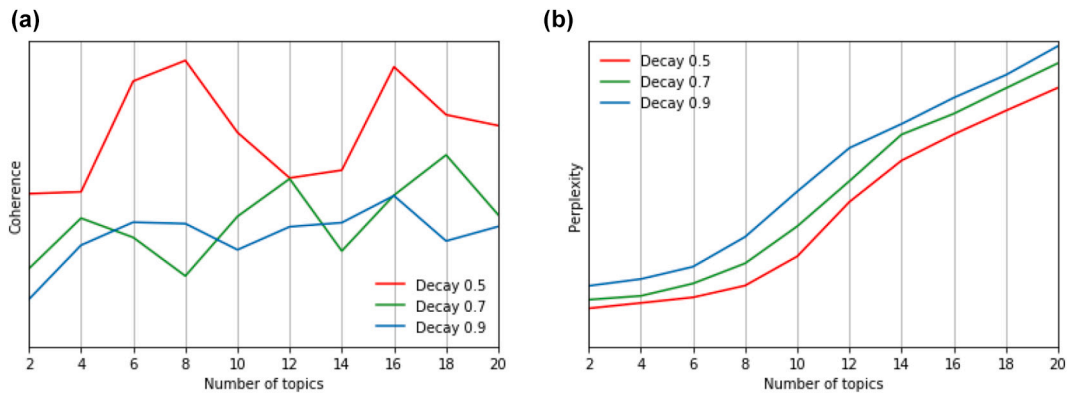 (a)
Coherence
Decay 0.5
Decay 0.7
Decay 0.9
2 4 6 8 10 12 14 16 18 20
Number of topics
(b)
Decay 0.5
Decay 0.7
Decay 0.9
Perplexity
2 4 6 8 10 12 14 16 18 20
Number of topics